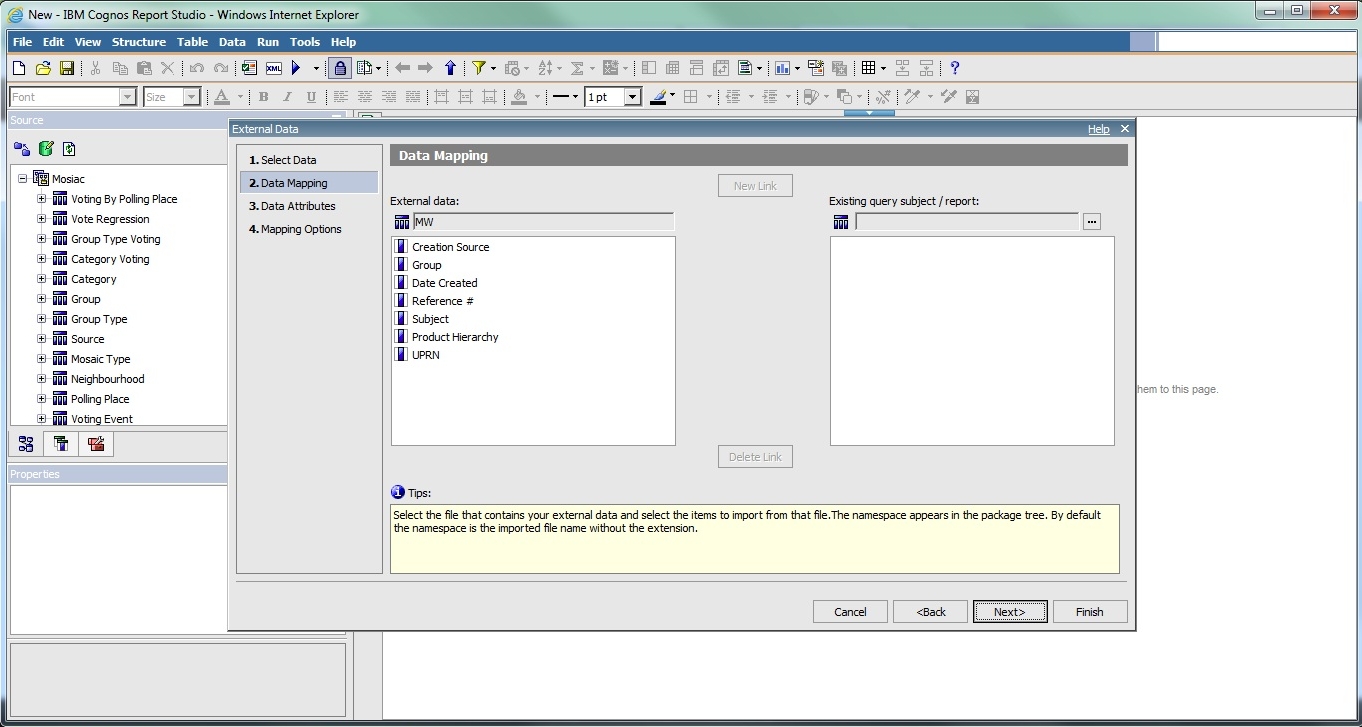 New - IBM Cognos Report Studio - Windows Internet Explorer
File Edit View Structure Table Data Run Tools Help
XML
Font Size B I U 1pt
Source
External Data Help
Mosiac
Voting By Polling Place
Vote Regression
Group Type Voting
Category Voting
Category
Group
Group Type
Source
Mosaic Type
Neighbourhood
Polling Place
Voting Event
Properties
1. Select Data
2. Data Mapping
3. Data Attributes
4. Mapping Options
Data Mapping
New Link
External data:
MW
Creation Source
Group
Date Created
Reference #
Subject
Product Hierarchy
UPRN
Existing query subject / report:
...
Delete Link
Tips:
Select the file that contains your external data and select the items to import from that file.The namespace appears in the package tree. By default
the namespace is the imported file name without the extension.
Cancel <Back Next> Finish
hem to this page.